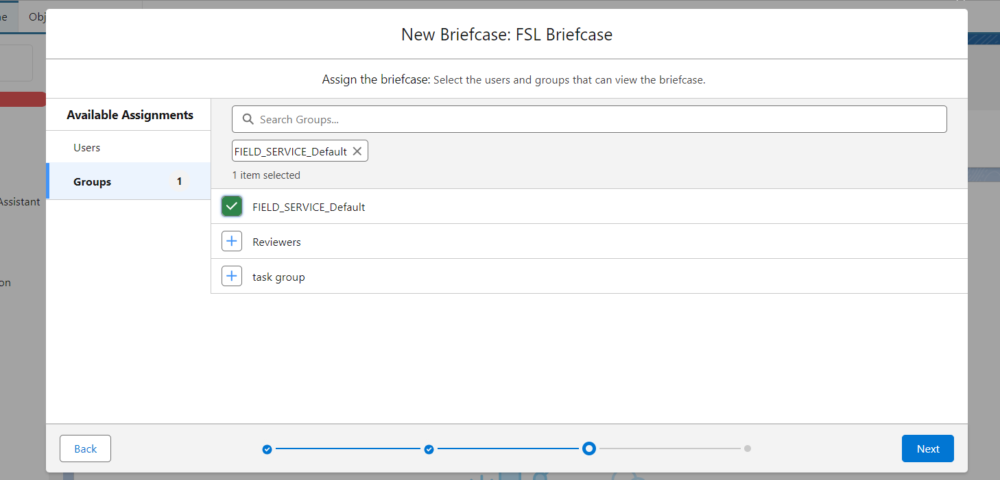 Obj
New Briefcase: FSL Briefcase
Assign the briefcase: Select the users and groups that can view the briefcase.
Available Assignments
Users
Groups 1
Search Groups...
FIELD_SERVICE_Default
1 item selected
FIELD_SERVICE_Default
Reviewers
task group
Assistant
on
Back
Next